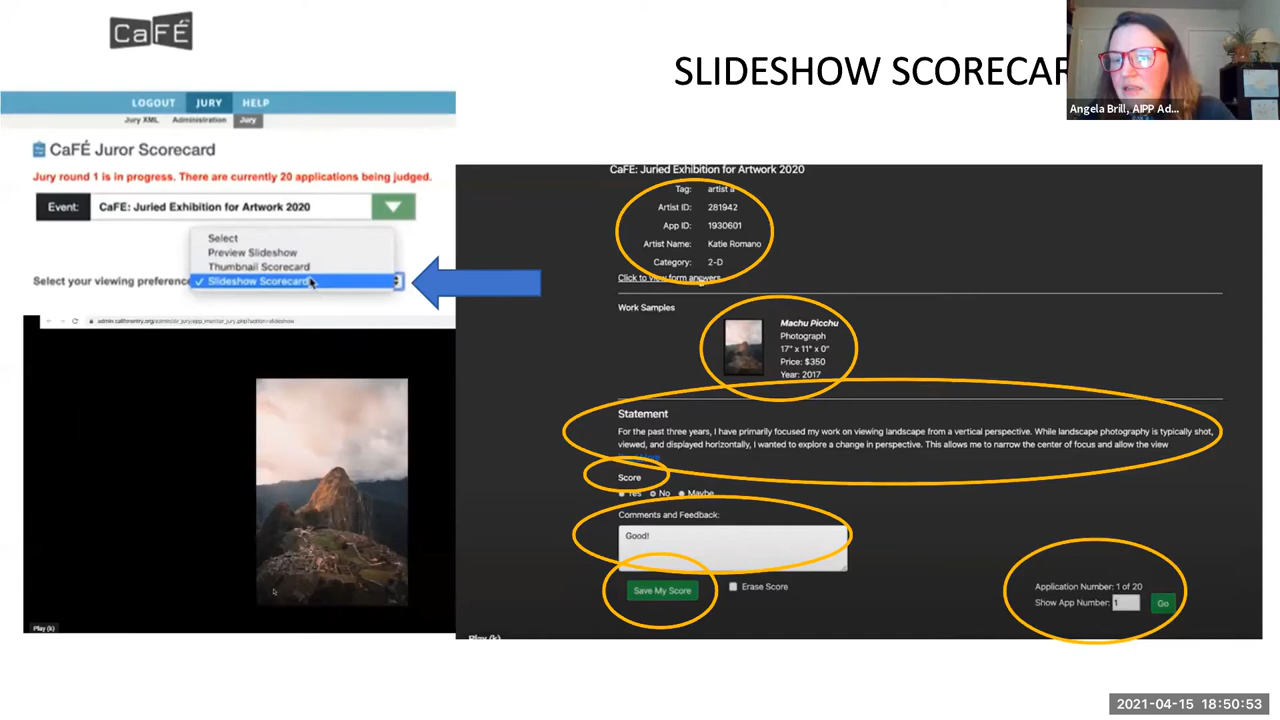 CaFÉ
SLIDESHOW SCORECAR
Angela Brill, AIPP Ad...
LOGOUT JURY HELP
Jury XML Administration Jury
CaFÉ Juror Scorecard
Jury round 1 is in progress. There are currently 20 applications being judged.
Event: CaFE: Juried Exhibition for Artwork 2020
Select
Preview Slideshow
Thumbnail Scorecard
Select your viewing preference
✓ Slideshow Scorecard
Play (k)
CaFE: Juried Exhibition for Artwork 2020
Tag: artist a
Artist ID: 281942
App ID: 1930601
Artist Name: Katie Romano
Category: 2-D
Click to view form answers
Work Samples
Machu Picchu
Photograph
17" x 11" x 0"
Price: $350
Year: 2017
Statement
For the past three years, I have primarily focused my work on viewing landscape from a vertical perspective. While landscape photography is typically shot,
viewed, and displayed horizontally, I wanted to explore a change in perspective. This allows me to narrow the center of focus and allow the view
Score
Yes No Maybe
Comments and Feedback:
Good!
Save My Score Erase Score
Application Number: 1 of 20
Show App Number: 1 Go
Play (k)
2021-04-15 18:50:53